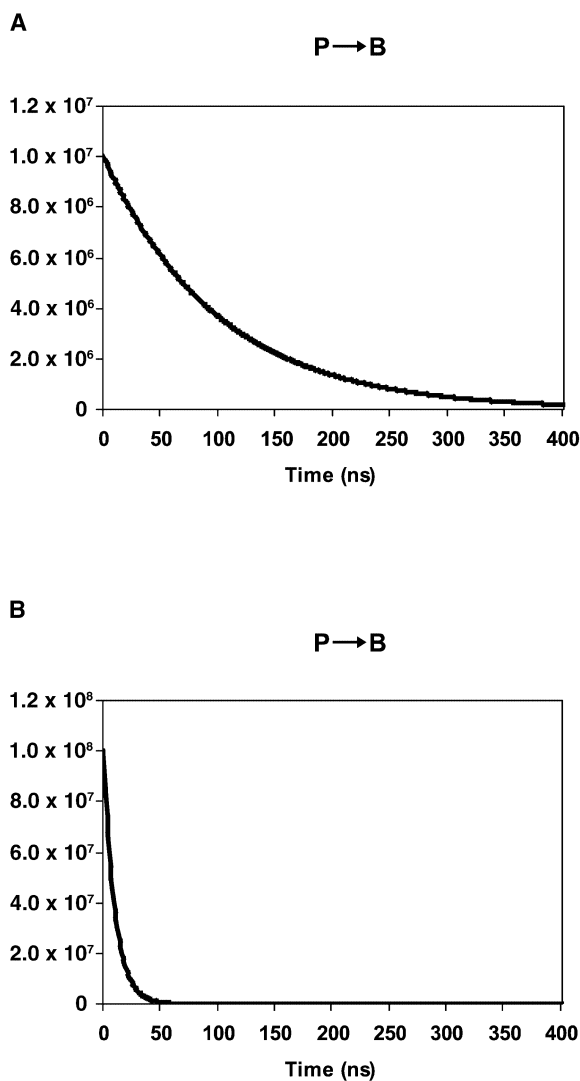 A
P → B
1.2 x 10⁷
1.0 x 10⁷
8.0 x 10⁶
6.0 x 10⁶
4.0 x 10⁶
2.0 x 10⁶
0
0 50 100 150 200 250 300 350 400
Time (ns)
B
P → B
1.2 x 10⁸
1.0 x 10⁸
8.0 x 10⁷
6.0 x 10⁷
4.0 x 10⁷
2.0 x 10⁷
0
0 50 100 150 200 250 300 350 400
Time (ns)